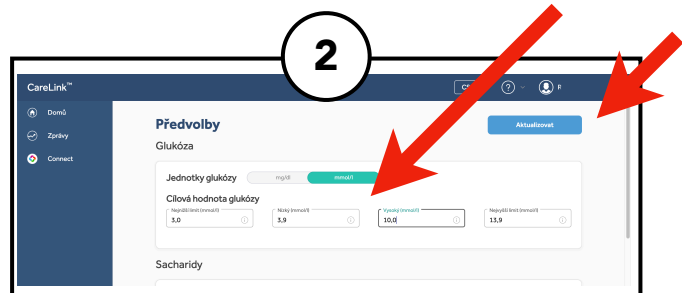 2
CareLink™
CS
R
Domů
Zprávy
Connect
Předvolby
Aktualizovat
Glukóza
Jednotky glukózy
mg/dl
mmol/l
Cílová hodnota glukózy
Nejnižší limit (mmol/l)
3,0
Nízký (mmol/l)
3,9
Vysoký (mmol/l)
10,0
Nejvyšší limit (mmol/l)
13,9
Sacharidy